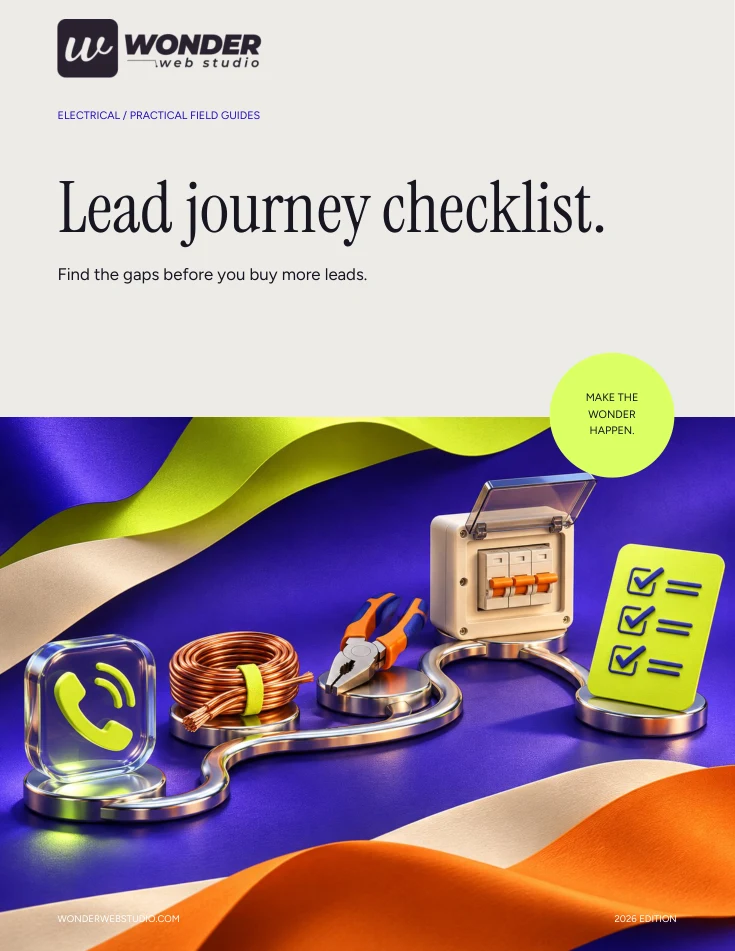 w WONDER
web studio
ELECTRICAL / PRACTICAL FIELD GUIDES
Lead journey checklist.
Find the gaps before you buy more leads.
MAKE THE
WONDER
HAPPEN.
WONDERWEBSTUDIO.COM
2026 EDITION